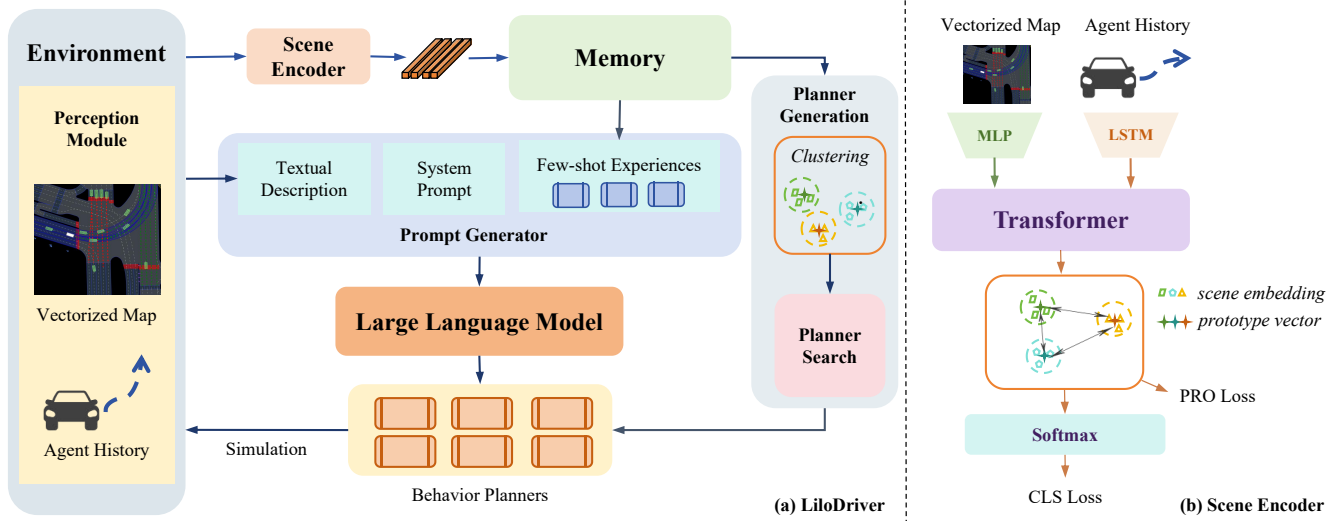 Environment
Perception
Module
Vectorized Map
Agent History
Scene
Encoder
Memory
Textual
Description
System
Prompt
Few-shot Experiences
Prompt Generator
Large Language Model
Simulation
Behavior Planners
Planner
Generation
Clustering
Planner
Search
(a) LiloDriver
Vectorized Map
Agent History
MLP
LSTM
Transformer
scene embedding
prototype vector
PRO Loss
Softmax
CLS Loss
(b) Scene Encoder